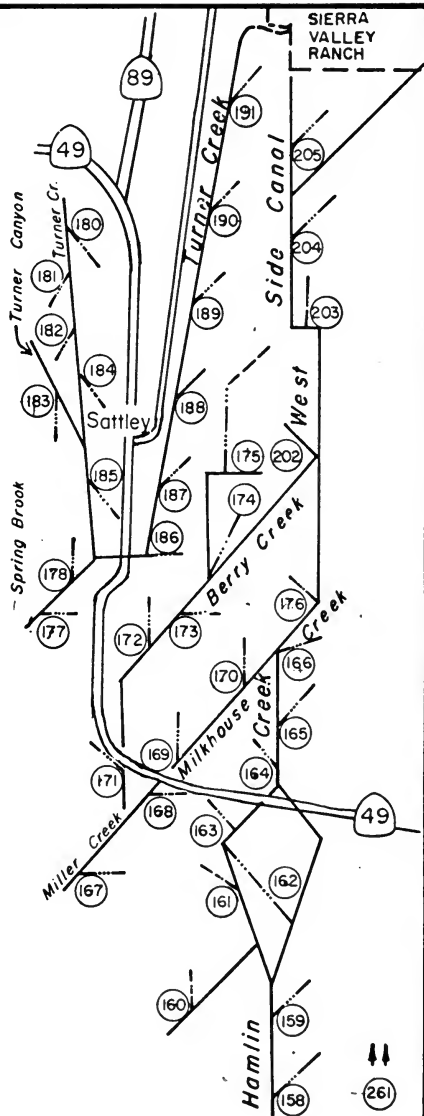 SIERRA
VALLEY
RANCH
89
49
191
Turner Creek
205
Turner Canyon
Turner Cr.
180
190
Side Canal
204
181
203
182
189
184
183
Sattley
188
West
175
202
185
187
174
186
Spring Brook
178
Berry Creek
176
177
172
173
Creek
166
170
Creek
165
169
Milkhouse
171
164
168
49
163
Miller Creek
167
162
161
160
159
Hamlin
158
261